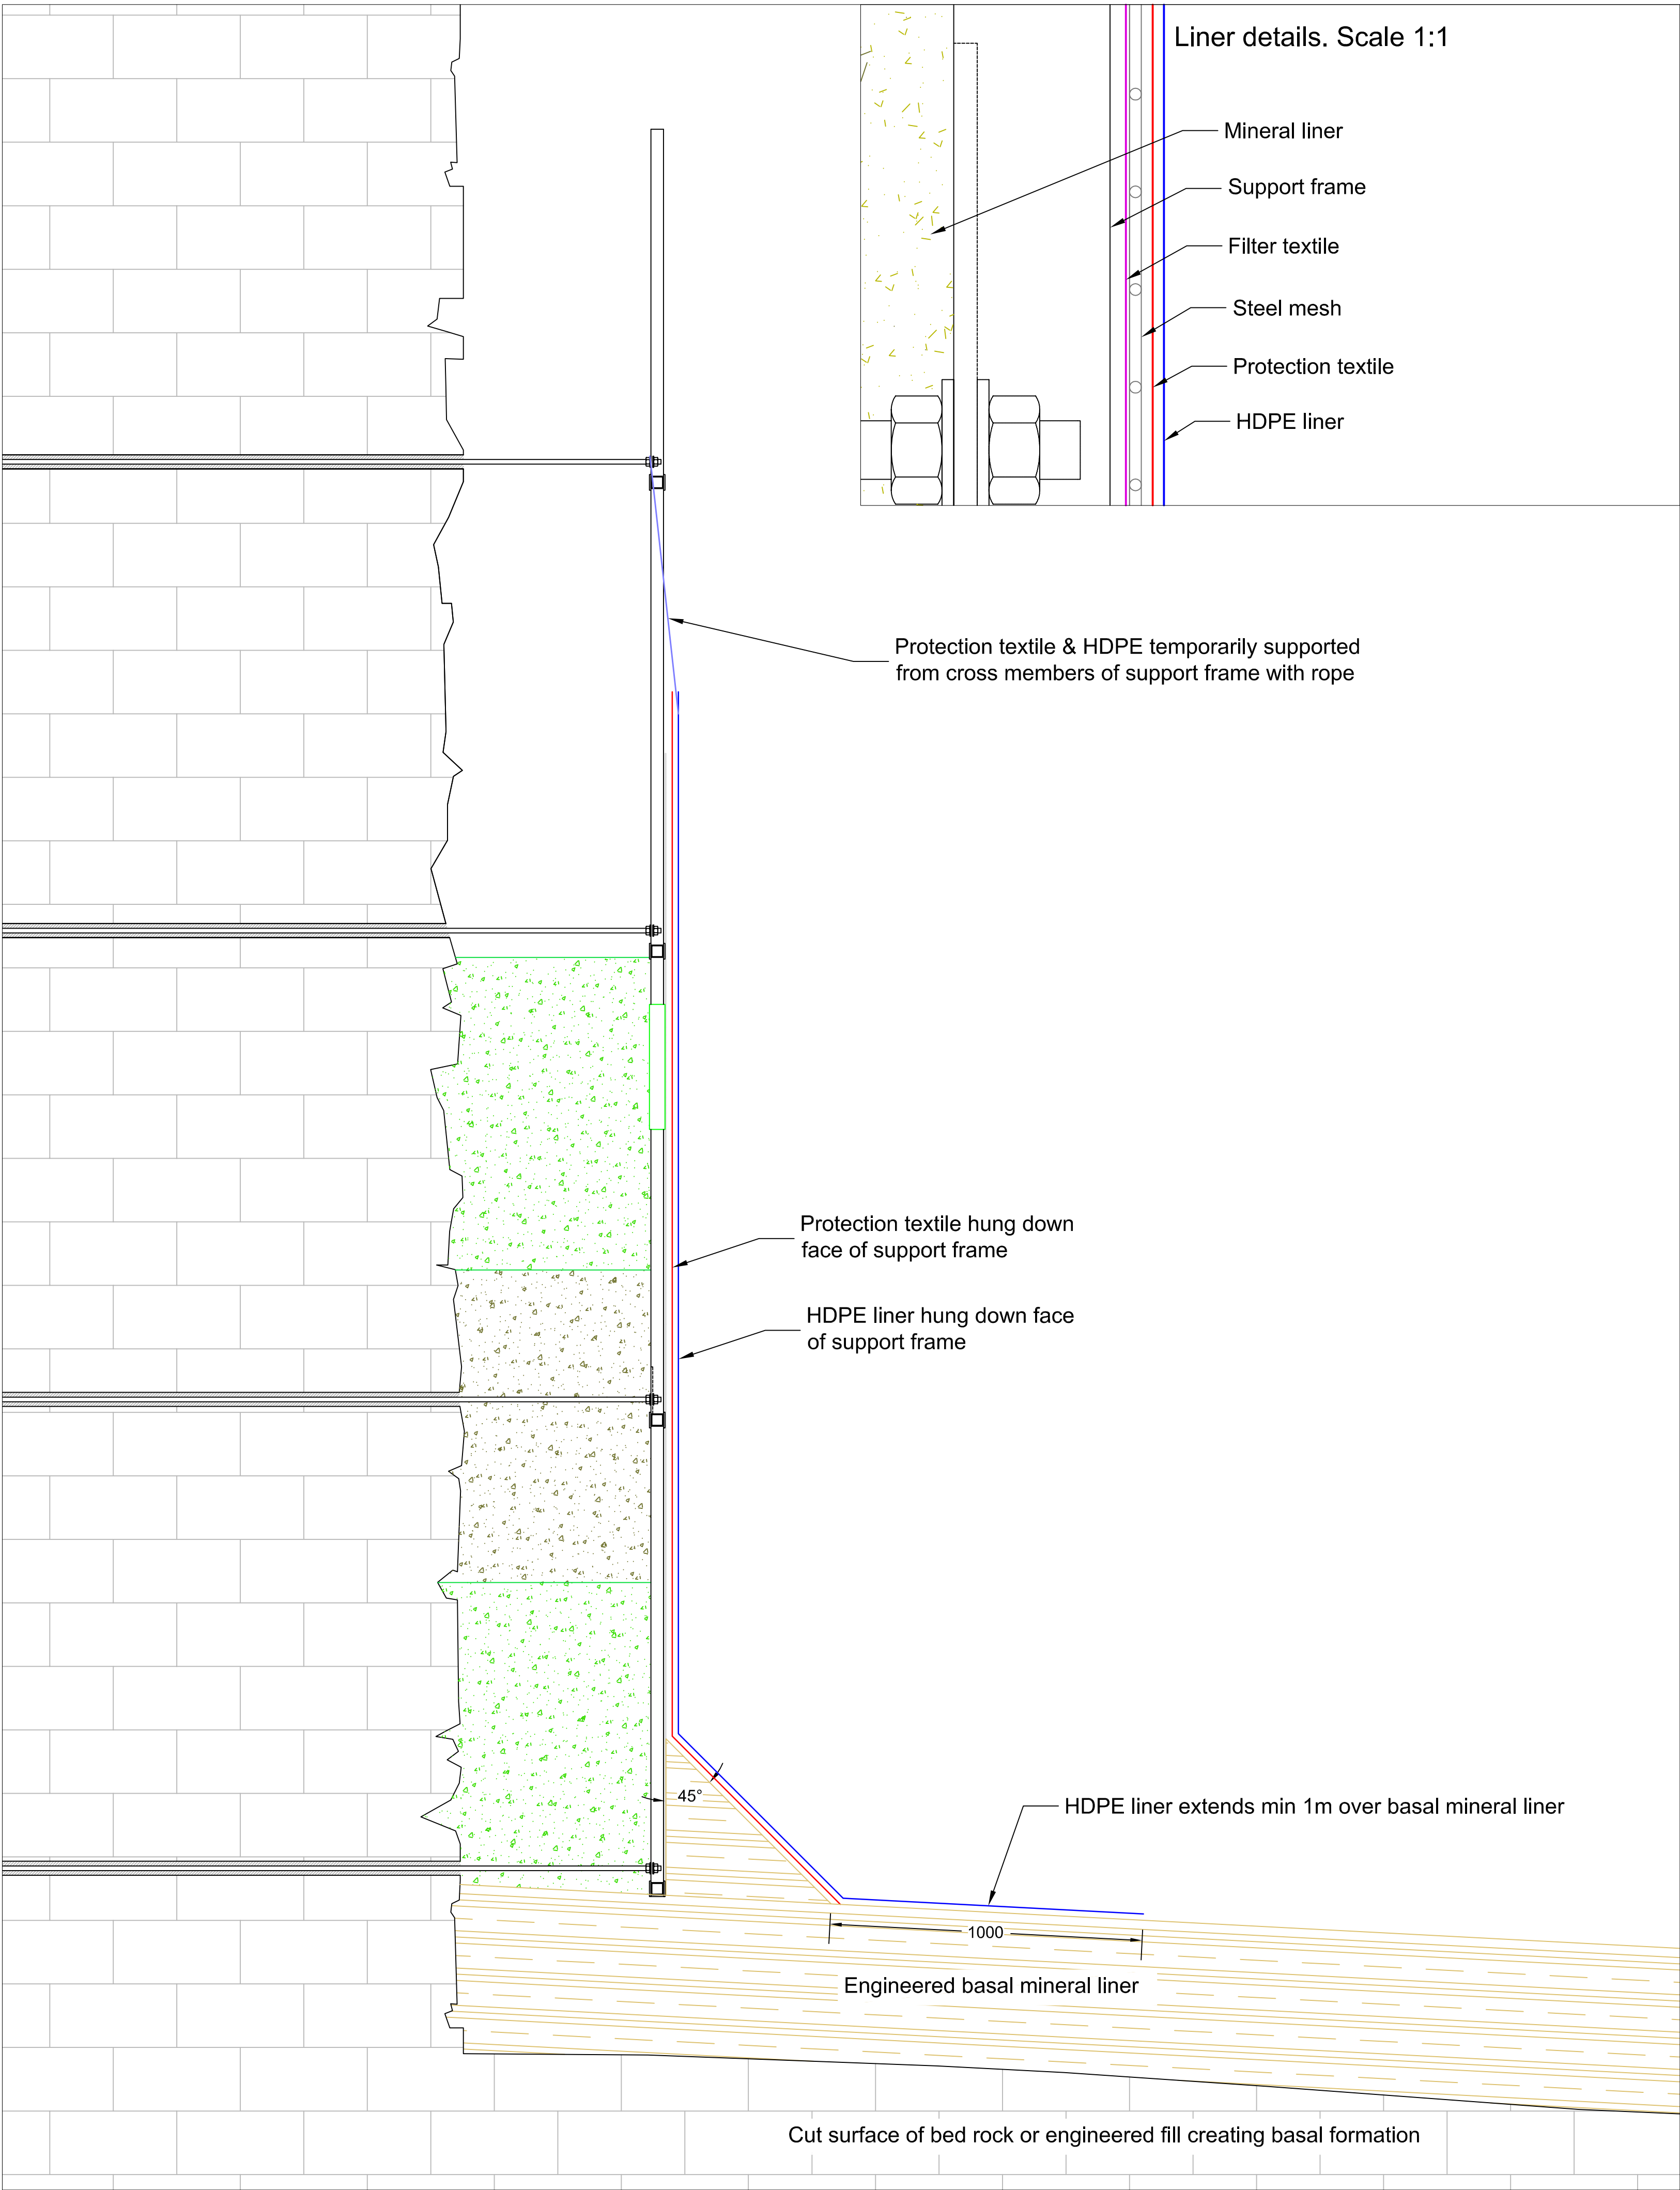 Liner details. Scale 1:1
Mineral liner
Support frame
Filter textile
Steel mesh
Protection textile
HDPE liner
Protection textile & HDPE temporarily supported
from cross members of support frame with rope
Protection textile hung down
face of support frame
HDPE liner hung down face
of support frame
45°
HDPE liner extends min 1m over basal mineral liner
1000
Engineered basal mineral liner
Cut surface of bed rock or engineered fill creating basal formation